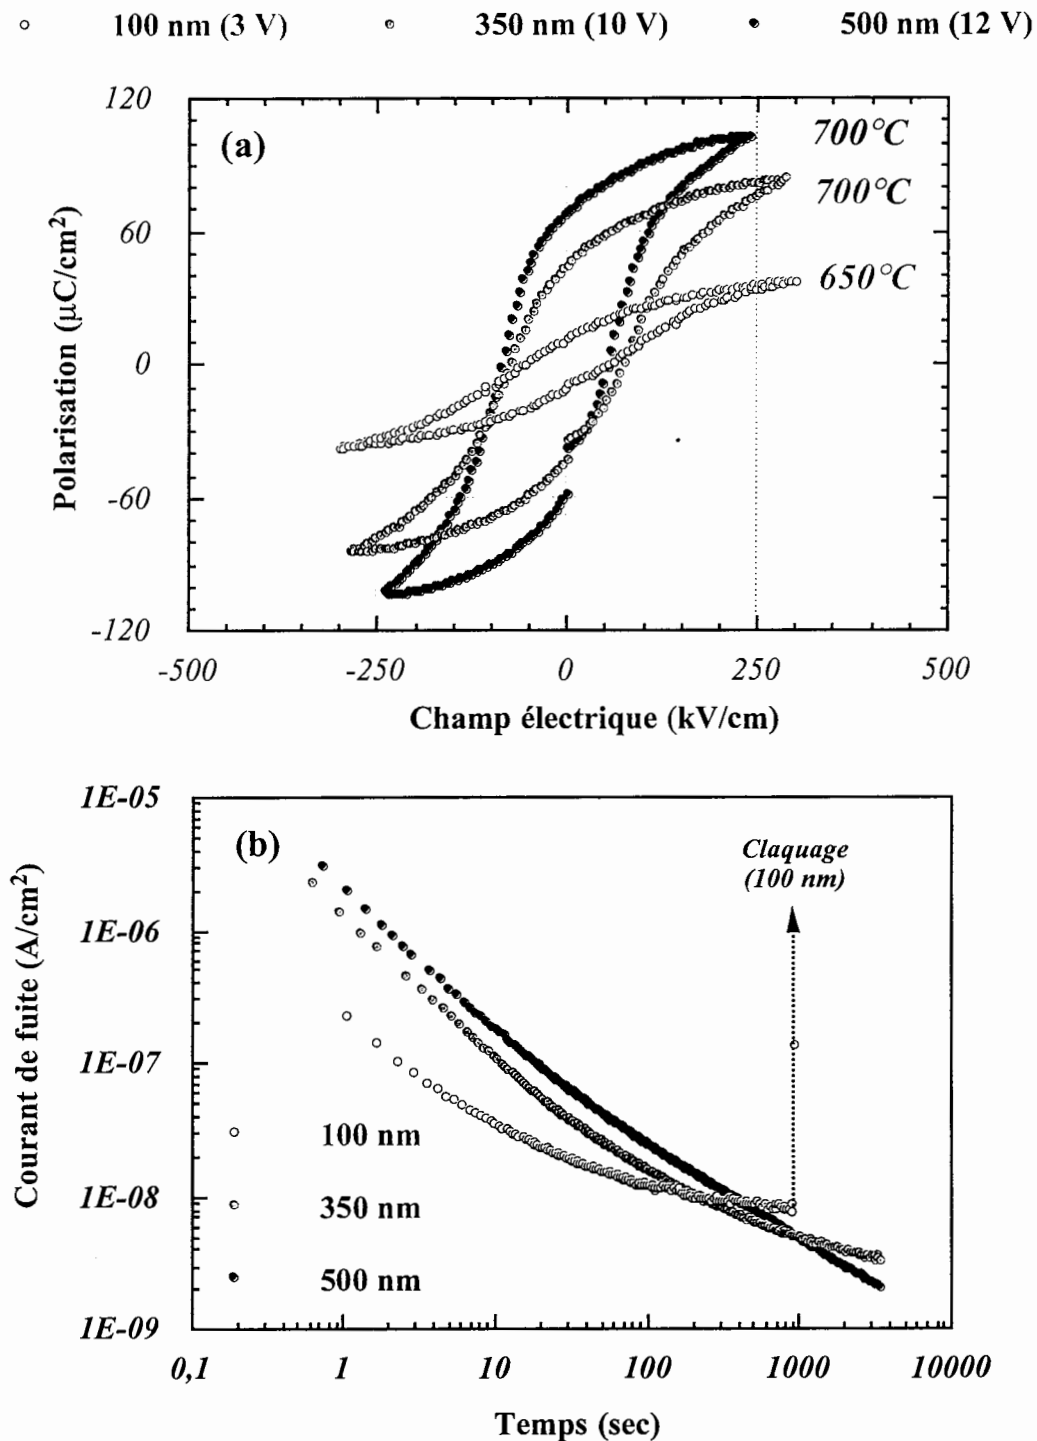 100 nm (3 V) 350 nm (10 V) 500 nm (12 V)
120
60
0
-60
-120
Polarisation (µC/cm²)
(a)
700°C
700°C
650°C
-500 -250 0 250 500
Champ électrique (kV/cm)
1E-05
1E-06
1E-07
1E-08
1E-09
Courant de fuite (A/cm²)
(b)
Claquage
(100 nm)
100 nm
350 nm
500 nm
0,1 1 10 100 1000 10000
Temps (sec)